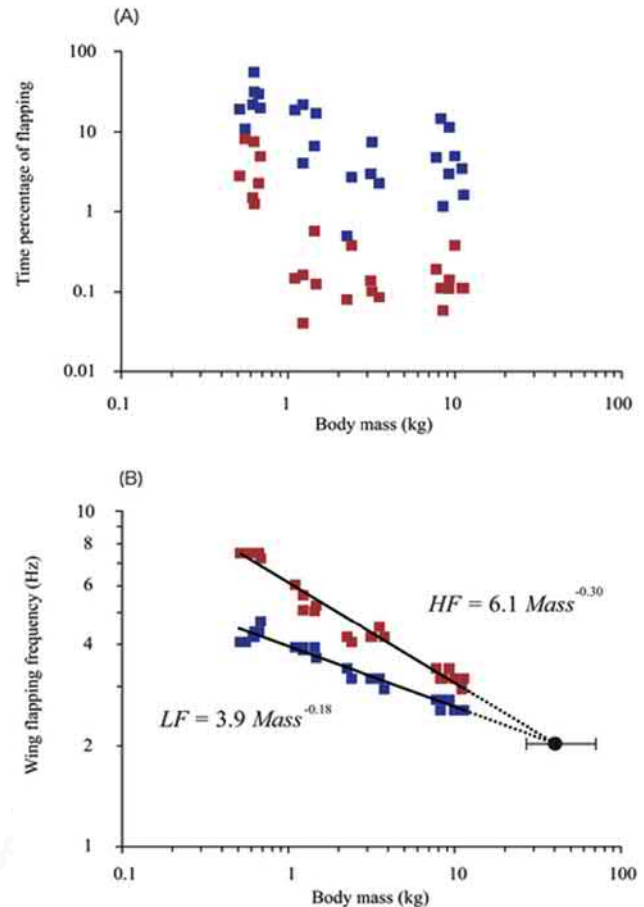 (A)
Time percentage of flapping
100
10
1
0.1
0.01
0.1
1
10
100
Body mass (kg)
(B)
Wing flapping frequency (Hz)
10
8
6
4
2
1
HF = 6.1 Mass^-0.30
LF = 3.9 Mass^-0.18
0.1
1
10
100
Body mass (kg)